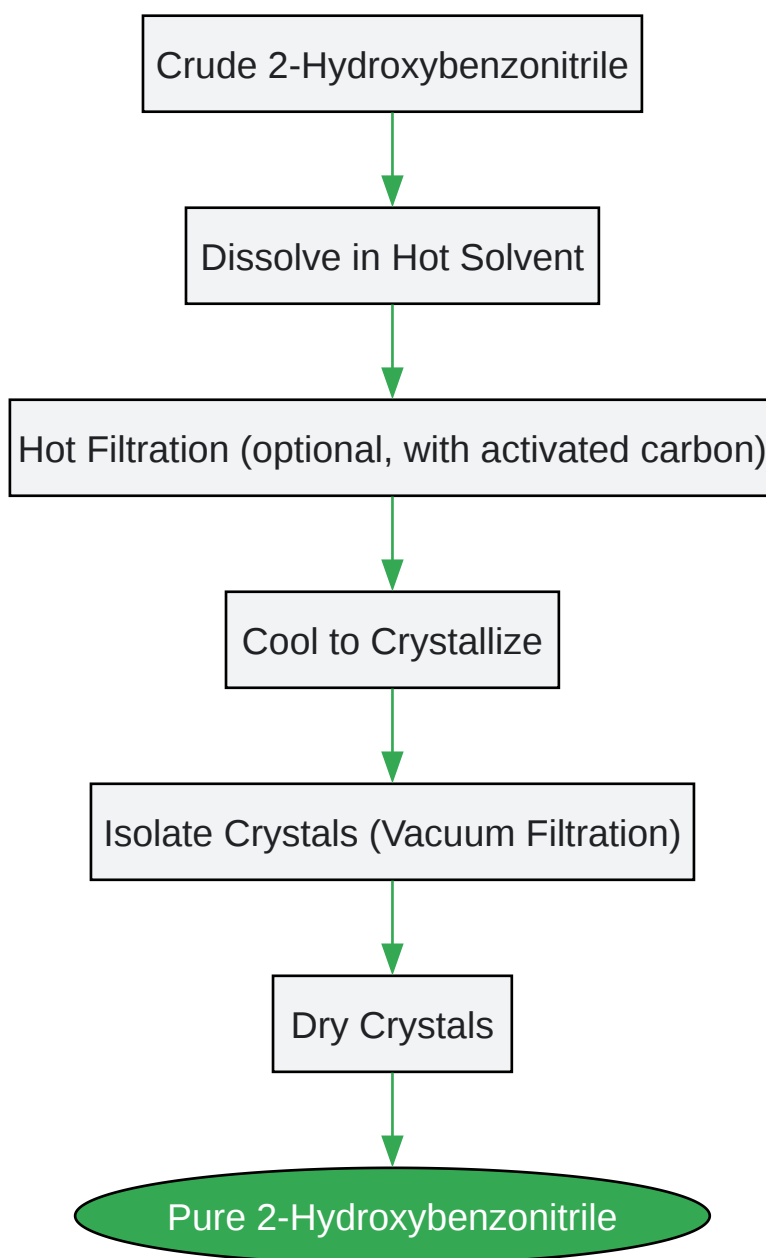 Crude 2-Hydroxybenzonitrile
Dissolve in Hot Solvent
Hot Filtration (optional, with activated carbon)
Cool to Crystallize
Isolate Crystals (Vacuum Filtration)
Dry Crystals
Pure 2-Hydroxybenzonitrile